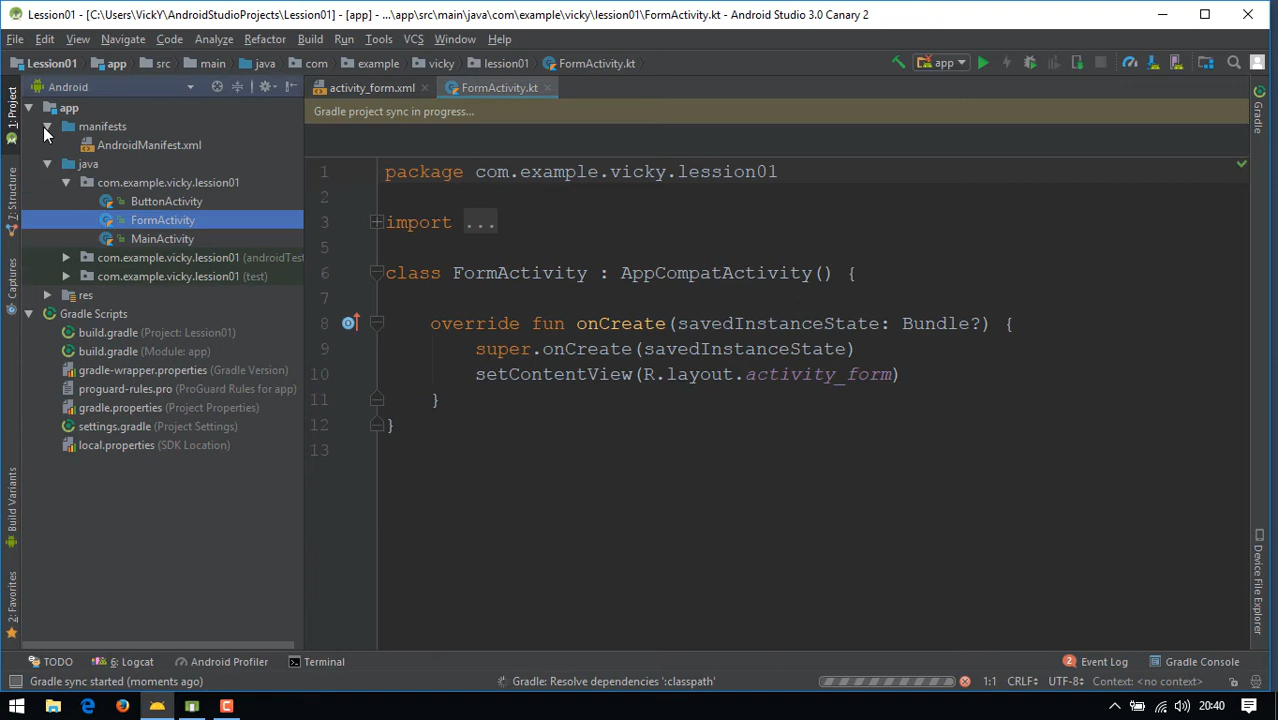 Lession01 - [C:\Users\VickY\AndroidStudioProjects\Lession01] - [app] - ...\app\src\main\java\com\example\vicky\lession01\FormActivity.kt - Android Studio 3.0 Canary 2
File Edit View Navigate Code Analyze Refactor Build Run Tools VCS Window Help
Lession01 app src main java com example vicky lession01 FormActivity.kt app
Android activity_form.xml FormActivity.kt
1: Project
Gradle
app
Gradle project sync in progress...
manifests
AndroidManifest.xml
java
com.example.vicky.lession01
ButtonActivity
FormActivity
MainActivity
com.example.vicky.lession01 (androidTest
com.example.vicky.lession01 (test)
res
Gradle Scripts
build.gradle (Project: Lession01)
build.gradle (Module: app)
gradle-wrapper.properties (Gradle Version)
proguard-rules.pro (ProGuard Rules for app)
gradle.properties (Project Properties)
settings.gradle (Project Settings)
local.properties (SDK Location)
Z: Structure
Captures
Build Variants
2: Favorites
1 package com.example.vicky.lession01
2
3 import ...
5
6 class FormActivity : AppCompatActivity() {
7
8 override fun onCreate(savedInstanceState: Bundle?) {
9 super.onCreate(savedInstanceState)
10 setContentView(R.layout.activity_form)
11 }
12 }
13
Device File Explorer
TODO 6: Logcat Android Profiler Terminal 2 Event Log Gradle Console
Gradle sync started (moments ago) Gradle: Resolve dependencies ':classpath' 1:1 CRLF÷ UTF-8÷ Context: <no context>
20:40